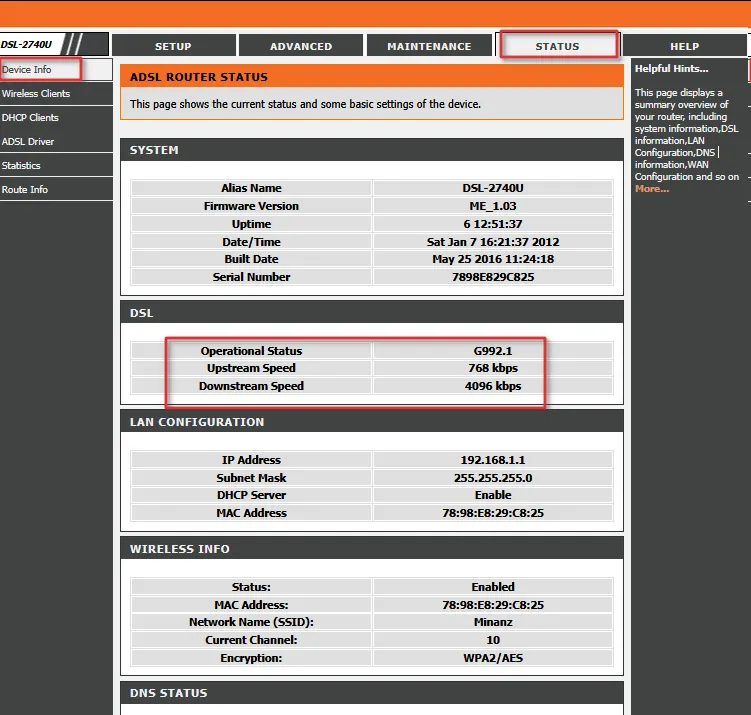 DSL-2740U
SETUP ADVANCED MAINTENANCE STATUS HELP
Device Info
Wireless Clients
DHCP Clients
ADSL Driver
Statistics
Route Info
ADSL ROUTER STATUS
This page shows the current status and some basic settings of the device.
SYSTEM
Alias Name DSL-2740U
Firmware Version ME_1.03
Uptime 6 12:51:37
Date/Time Sat Jan 7 16:21:37 2012
Built Date May 25 2016 11:24:18
Serial Number 7898E829C825
DSL
Operational Status G992.1
Upstream Speed 768 kbps
Downstream Speed 4096 kbps
LAN CONFIGURATION
IP Address 192.168.1.1
Subnet Mask 255.255.255.0
DHCP Server Enable
MAC Address 78:98:E8:29:C8:25
WIRELESS INFO
Status: Enabled
MAC Address: 78:98:E8:29:C8:25
Network Name (SSID): Minanz
Current Channel: 10
Encryption: WPA2/AES
DNS STATUS
Helpful Hints...
This page displays a
summary overview of
your router, including
system information,DSL
information,LAN
Configuration,DNS
information,WAN
Configuration and so on
More...